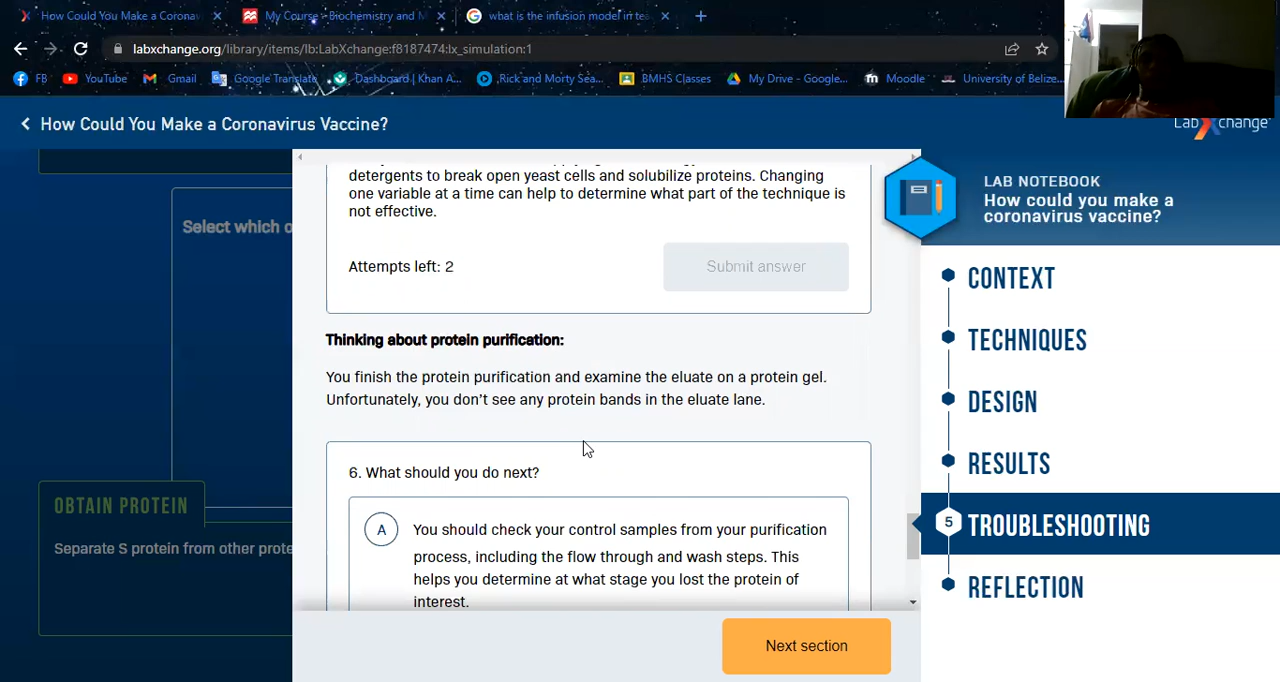 How Could You Make a Coronav
My Course - Biochemistry and M
what is the infusion model in tea
labxchange.org/library/items/lb:LabXchange:f8187474:lx_simulation:1
FB
YouTube
Gmail
Google Translate
Dashboard | Khan A...
,Rick and Morty Sea...
BMHS Classes
My Drive - Google...
Moodle
University of Belize...
How Could You Make a Coronavirus Vaccine?
Lab change
detergents to break open yeast cells and solubilize proteins. Changing
one variable at a time can help to determine what part of the technique is
not effective.
Select which o
Attempts left: 2
Submit answer
Thinking about protein purification:
You finish the protein purification and examine the eluate on a protein gel.
Unfortunately, you don't see any protein bands in the eluate lane.
6. What should you do next?
A
You should check your control samples from your purification
process, including the flow through and wash steps. This
helps you determine at what stage you lost the protein of
interest.
OBTAIN PROTEIN
Separate S protein from other prote
Next section
LAB NOTEBOOK
How could you make a
coronavirus vaccine?
CONTEXT
TECHNIQUES
DESIGN
RESULTS
5 TROUBLESHOOTING
REFLECTION